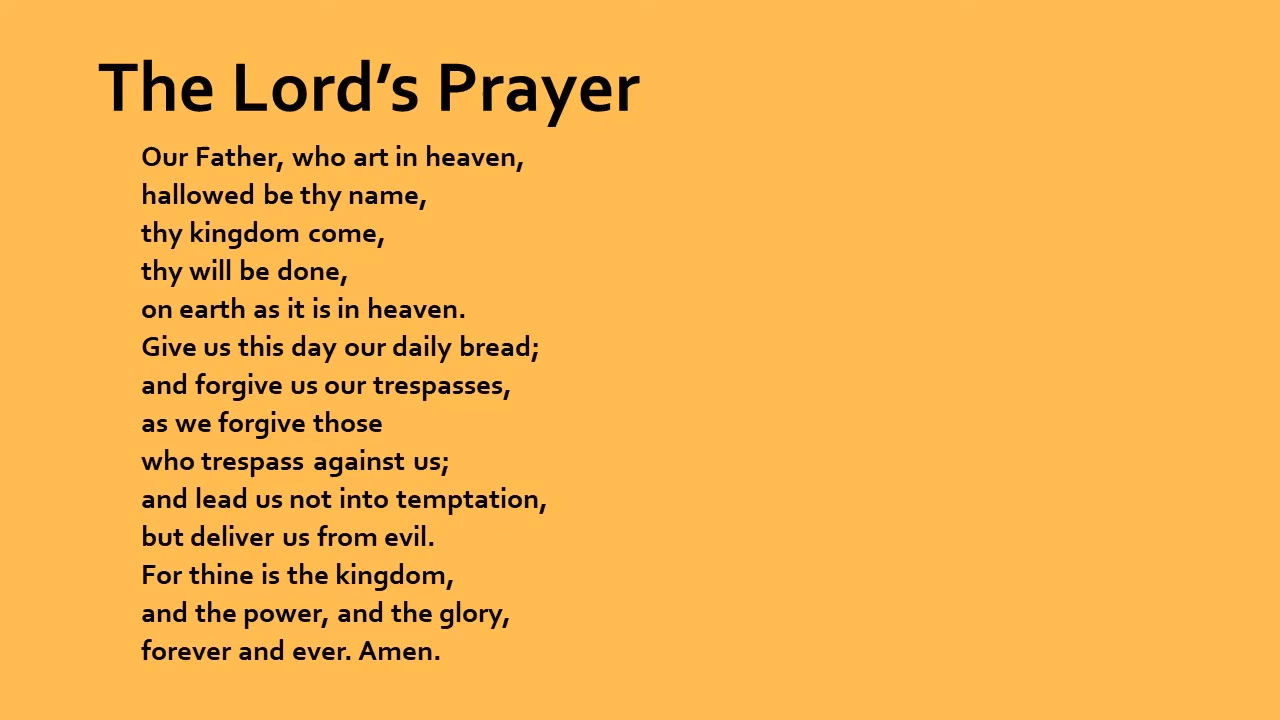 The Lord’s Prayer
Our Father, who art in heaven,
hallowed be thy name,
thy kingdom come,
thy will be done,
on earth as it is in heaven.
Give us this day our daily bread;
and forgive us our trespasses,
as we forgive those
who trespass against us;
and lead us not into temptation,
but deliver us from evil.
For thine is the kingdom,
and the power, and the glory,
forever and ever. Amen.